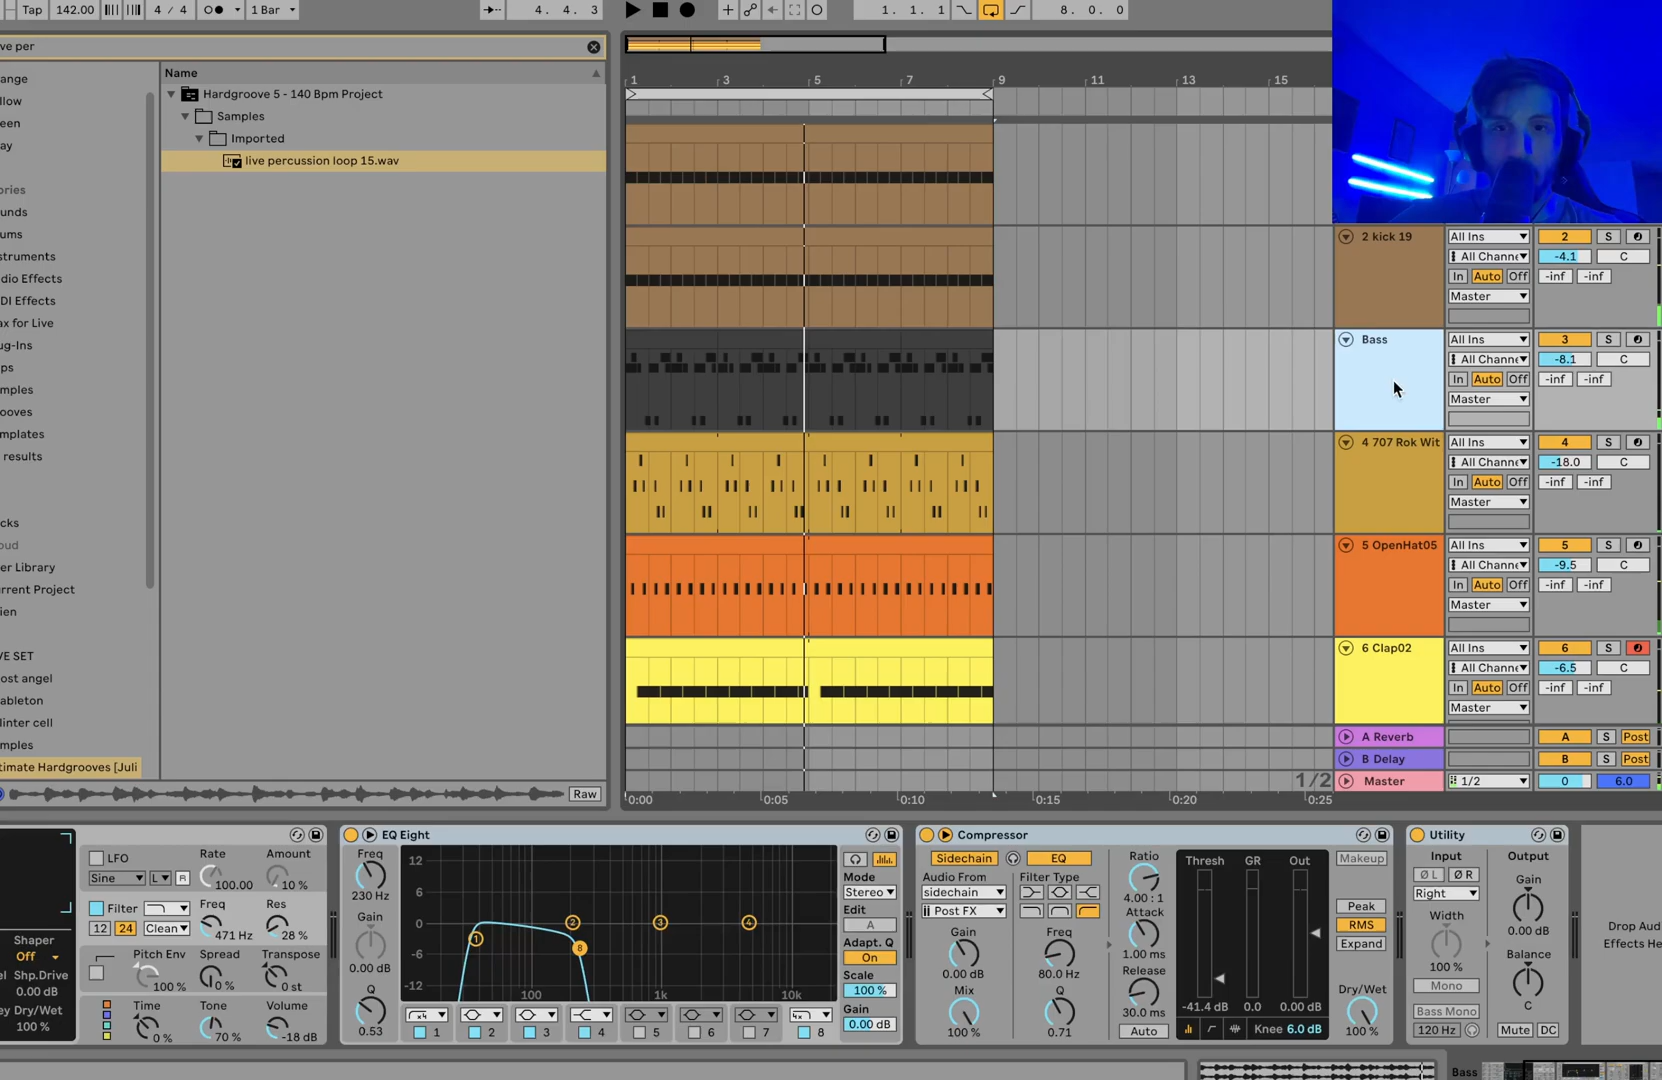 Tap 142.00 4 / 4 1 Bar 4. 4. 3 1. 1. 1 8. 0. 0
ve per
Name
ange
llow
een
ay
ories
unds
ums
struments
dio Effects
DI Effects
ax for Live
ug-Ins
ps
mples
ooves
mplates
results
cks
oud
er Library
urrent Project
ien
VE SET
ost angel
ableton
linter cell
mples
timate Hardgrooves [Juli
Hardgroove 5 - 140 Bpm Project
Samples
Imported
live percussion loop 15.wav
Raw
1 3 5 7 9 11 13 15
2 kick 19 All Ins 2 S
All Channe -4.1 C
In Auto Off -inf -inf
Master
Bass All Ins 3 S
All Channe -8.1 C
In Auto Off -inf -inf
Master
4 707 Rok Wit All Ins 4 S
All Channe -18.0 C
In Auto Off -inf -inf
Master
5 OpenHat05 All Ins 5 S
All Channe -9.5 C
In Auto Off -inf -inf
Master
6 Clap02 All Ins 6 S
All Channe -6.5 C
In Auto Off -inf -inf
Master
A Reverb A S Post
B Delay B S Post
1/2 Master 1/2 0 6.0
0:00 0:05 0:10 0:15 0:20 0:25
Shaper
Off
Shp.Drive
0.00 dB
Dry/Wet
100 %
LFO Rate Amount
Sine L R 100.00 10 %
Filter Freq Res
12 24 Clean 471 Hz 28 %
Pitch Env Spread Transpose
100 % 0 % 0 st
Time Tone Volume
0 % 70 % -18 dB
EQ Eight
Freq
230 Hz
Gain
0.00 dB
Q
0.53
12
6
0
-6
-12
100 1k 10k
1 2 3 4 8
x4 4x
1 2 3 4 5 6 7 8
Mode
Stereo
Edit
A
Adapt. Q
On
Scale
100 %
Gain
0.00 dB
Compressor
Sidechain EQ
Audio From Filter Type
sidechain
Post FX
Gain Freq
0.00 dB 80.0 Hz
Mix Q
100 % 0.71
Ratio
4.00 : 1
Attack
1.00 ms
Release
30.0 ms
Auto
Thresh GR Out
-41.4 dB 0.0 0.00 dB
Knee 6.0 dB
Makeup
Peak
RMS
Expand
Dry/Wet
100 %
Utility
Input Output
Ø L Ø R Gain
Right
Width 0.00 dB
Balance
100 %
Mono
Bass Mono C
120 Hz Mute DC
Drop Aud
Effects He
Bass